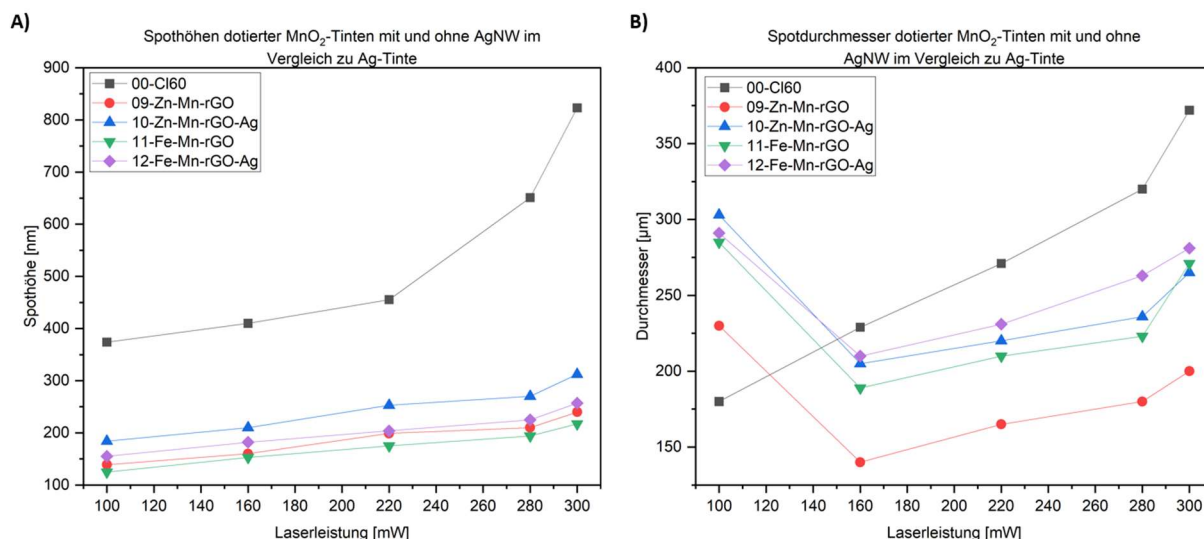 A)
Spothöhen dotierter MnO₂-Tinten mit und ohne AgNW im
Vergleich zu Ag-Tinte
900
800
700
600
500
400
300
200
100
Spothöhe [nm]
00-Cl60
09-Zn-Mn-rGO
10-Zn-Mn-rGO-Ag
11-Fe-Mn-rGO
12-Fe-Mn-rGO-Ag
100 120 140 160 180 200 220 240 260 280 300
Laserleistung [mW]
B)
Spotdurchmesser dotierter MnO₂-Tinten mit und ohne
AgNW im Vergleich zu Ag-Tinte
400
350
300
250
200
150
Durchmesser [µm]
00-Cl60
09-Zn-Mn-rGO
10-Zn-Mn-rGO-Ag
11-Fe-Mn-rGO
12-Fe-Mn-rGO-Ag
100 120 140 160 180 200 220 240 260 280 300
Laserleistung [mW]